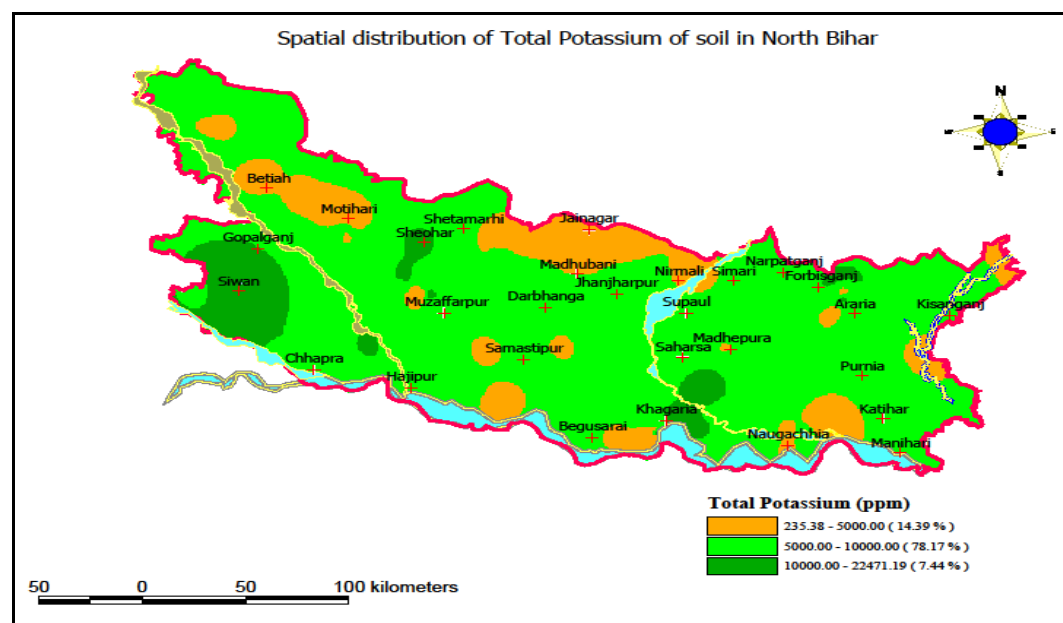 Spatial distribution of Total Potassium of soil in North Bihar
N
Betiah
Motihari
Shetamarhi
Jainagar
Gopalganj
Sheohar
Siwan
Madhubani
Nirmali
Simari
Narpatganj
Jhanjharpur
Forbisganj
Muzaffarpur
Darbhanga
Supaul
Araria
Kisanganj
Samastipur
Saharsa
Madhepura
Chhapra
Hajipur
Purnia
Begusarai
Khagaria
Naugachhia
Katihar
Manihari
Total Potassium (ppm)
235.38 - 5000.00 ( 14.39 % )
5000.00 - 10000.00 ( 78.17 % )
10000.00 - 22471.19 ( 7.44 % )
50 0 50 100 kilometers